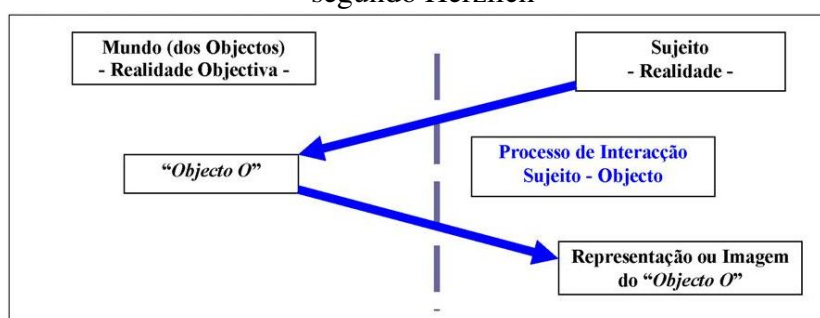 segundo Herzlich
Mundo (dos Objectos)
- Realidade Objectiva -
Sujeito
- Realidade -
“Objecto O”
Processo de Interacção
Sujeito - Objecto
Representação ou Imagem
do “Objecto O”